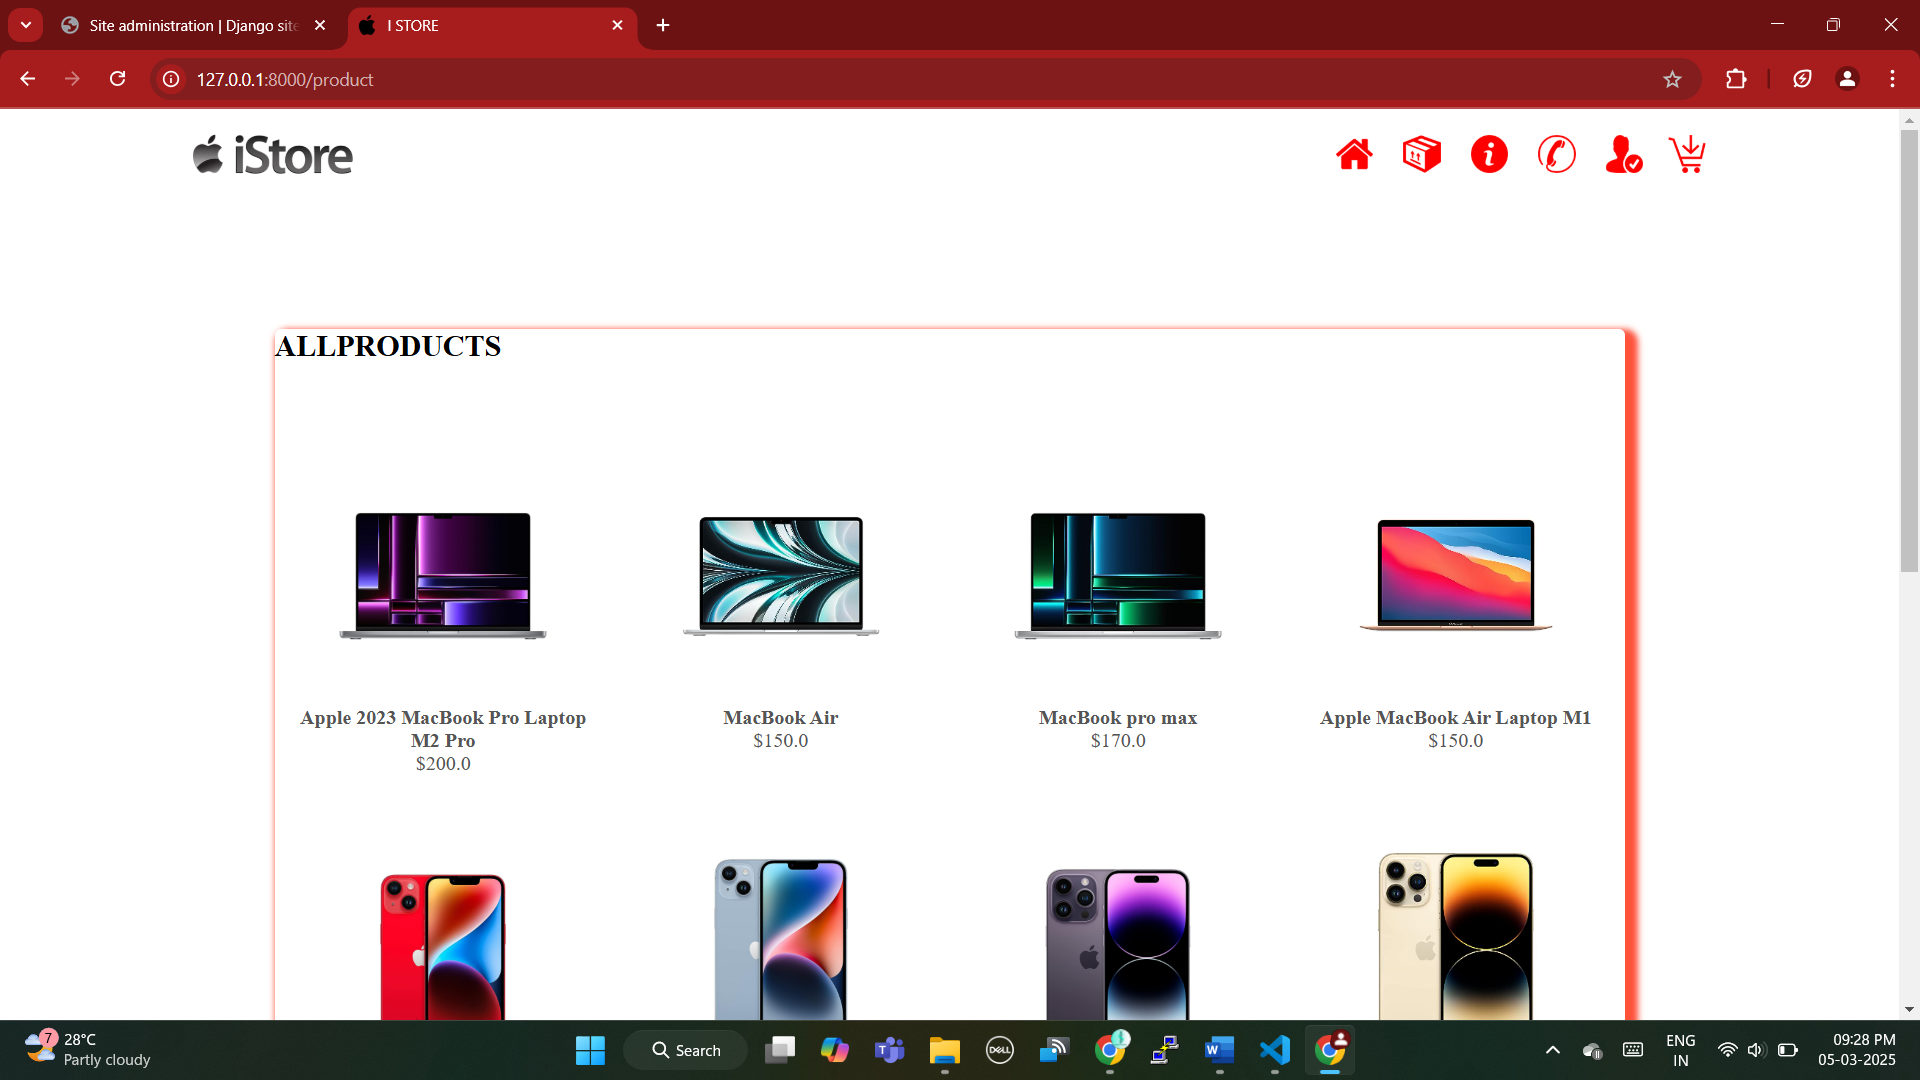 Site administration | Django site
I STORE
127.0.0.1:8000/product
iStore
ALLPRODUCTS
Apple 2023 MacBook Pro Laptop
M2 Pro
$200.0
MacBook Air
$150.0
MacBook pro max
$170.0
Apple MacBook Air Laptop M1
$150.0
7
28°C
Partly cloudy
Search
DELL
ENG
IN
09:28 PM
05-03-2025